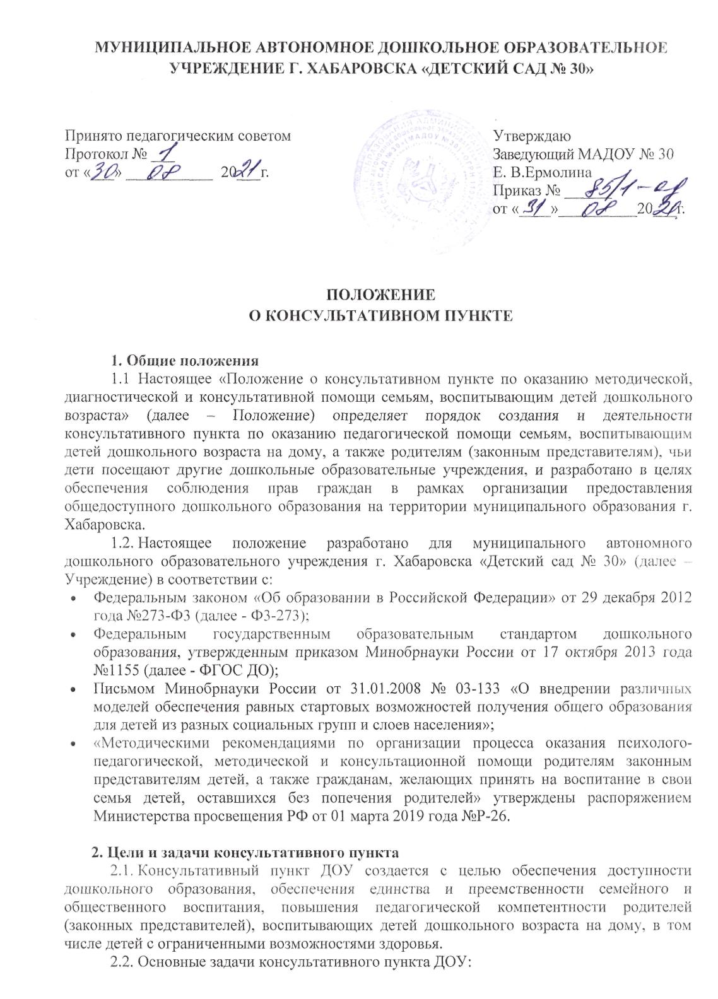 МУНИЦИПАЛЬНОЕ АВТОНОМНОЕ ДОШКОЛЬНОЕ ОБРАЗОВАТЕЛЬНОЕ
УЧРЕЖДЕНИЕ Г. ХАБАРОВСКА «ДЕТСКИЙ САД № 30»
Принято педагогическим советом
Протокол № 1
от «30» 08 2021 г.
Утверждаю
Заведующий МАДОУ № 30
Е. В.Ермолина
Приказ № 85/1-од
от «31» 08 2021г.
ПОЛОЖЕНИЕ
О КОНСУЛЬТАТИВНОМ ПУНКТЕ
1. Общие положения
1.1 Настоящее «Положение о консультативном пункте по оказанию методической,
диагностической и консультативной помощи семьям, воспитывающим детей дошкольного
возраста» (далее – Положение) определяет порядок создания и деятельности
консультативного пункта по оказанию педагогической помощи семьям, воспитывающим
детей дошкольного возраста на дому, а также родителям (законным представителям), чьи
дети посещают другие дошкольные образовательные учреждения, и разработано в целях
обеспечения соблюдения прав граждан в рамках организации предоставления
общедоступного дошкольного образования на территории муниципального образования г.
Хабаровска.
1.2. Настоящее положение разработано для муниципального автономного
дошкольного образовательного учреждения г. Хабаровска «Детский сад № 30» (далее –
Учреждение) в соответствии с:
• Федеральным законом «Об образовании в Российской Федерации» от 29 декабря 2012
года №273-ФЗ (далее - ФЗ-273);
• Федеральным государственным образовательным стандартом дошкольного
образования, утвержденным приказом Минобрнауки России от 17 октября 2013 года
№1155 (далее - ФГОС ДО);
• Письмом Минобрнауки России от 31.01.2008 № 03-133 «О внедрении различных
моделей обеспечения равных стартовых возможностей получения общего образования
для детей из разных социальных групп и слоев населения»;
• «Методическими рекомендациями по организации процесса оказания психолого-
педагогической, методической и консультационной помощи родителям законным
представителям детей, а также гражданам, желающих принять на воспитание в свои
семья детей, оставшихся без попечения родителей» утверждены распоряжением
Министерства просвещения РФ от 01 марта 2019 года №Р-26.
2. Цели и задачи консультативного пункта
2.1. Консультативный пункт ДОУ создается с целью обеспечения доступности
дошкольного образования, обеспечения единства и преемственности семейного и
общественного воспитания, повышения педагогической компетентности родителей
(законных представителей), воспитывающих детей дошкольного возраста на дому, в том
числе детей с ограниченными возможностями здоровья.
2.2. Основные задачи консультативного пункта ДОУ: